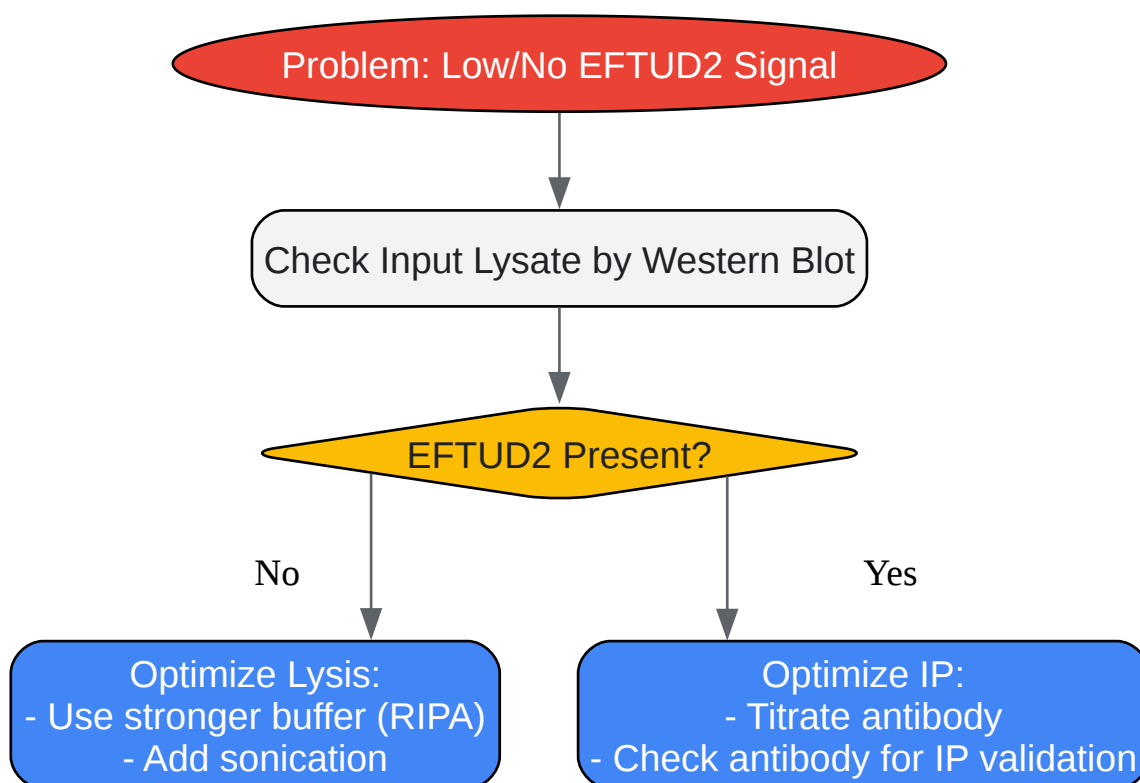 Problem: Low/No EFTUD2 Signal
Check Input Lysate by Western Blot
EFTUD2 Present?
No
Yes
Optimize Lysis:
- Use stronger buffer (RIPA)
- Add sonication
Optimize IP:
- Titrate antibody
- Check antibody for IP validation